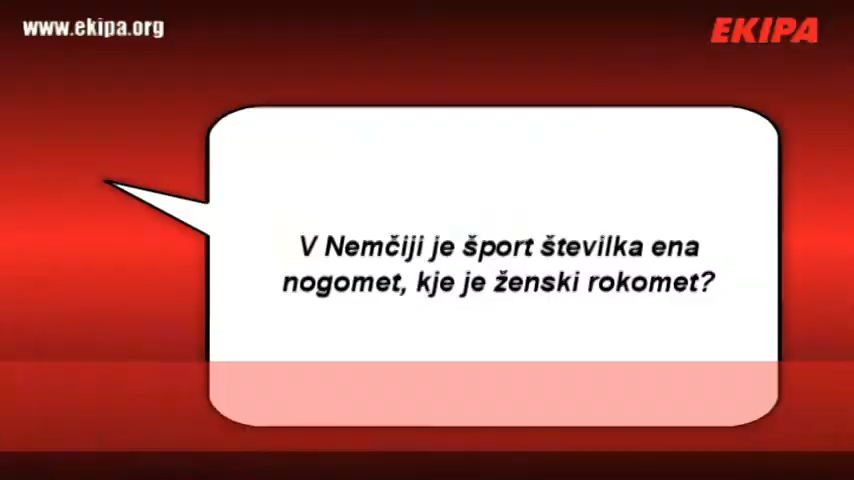 www.ekipa.org
EKIPA
V Nemčiji je šport številka ena
nogomet, kje je ženski rokomet?